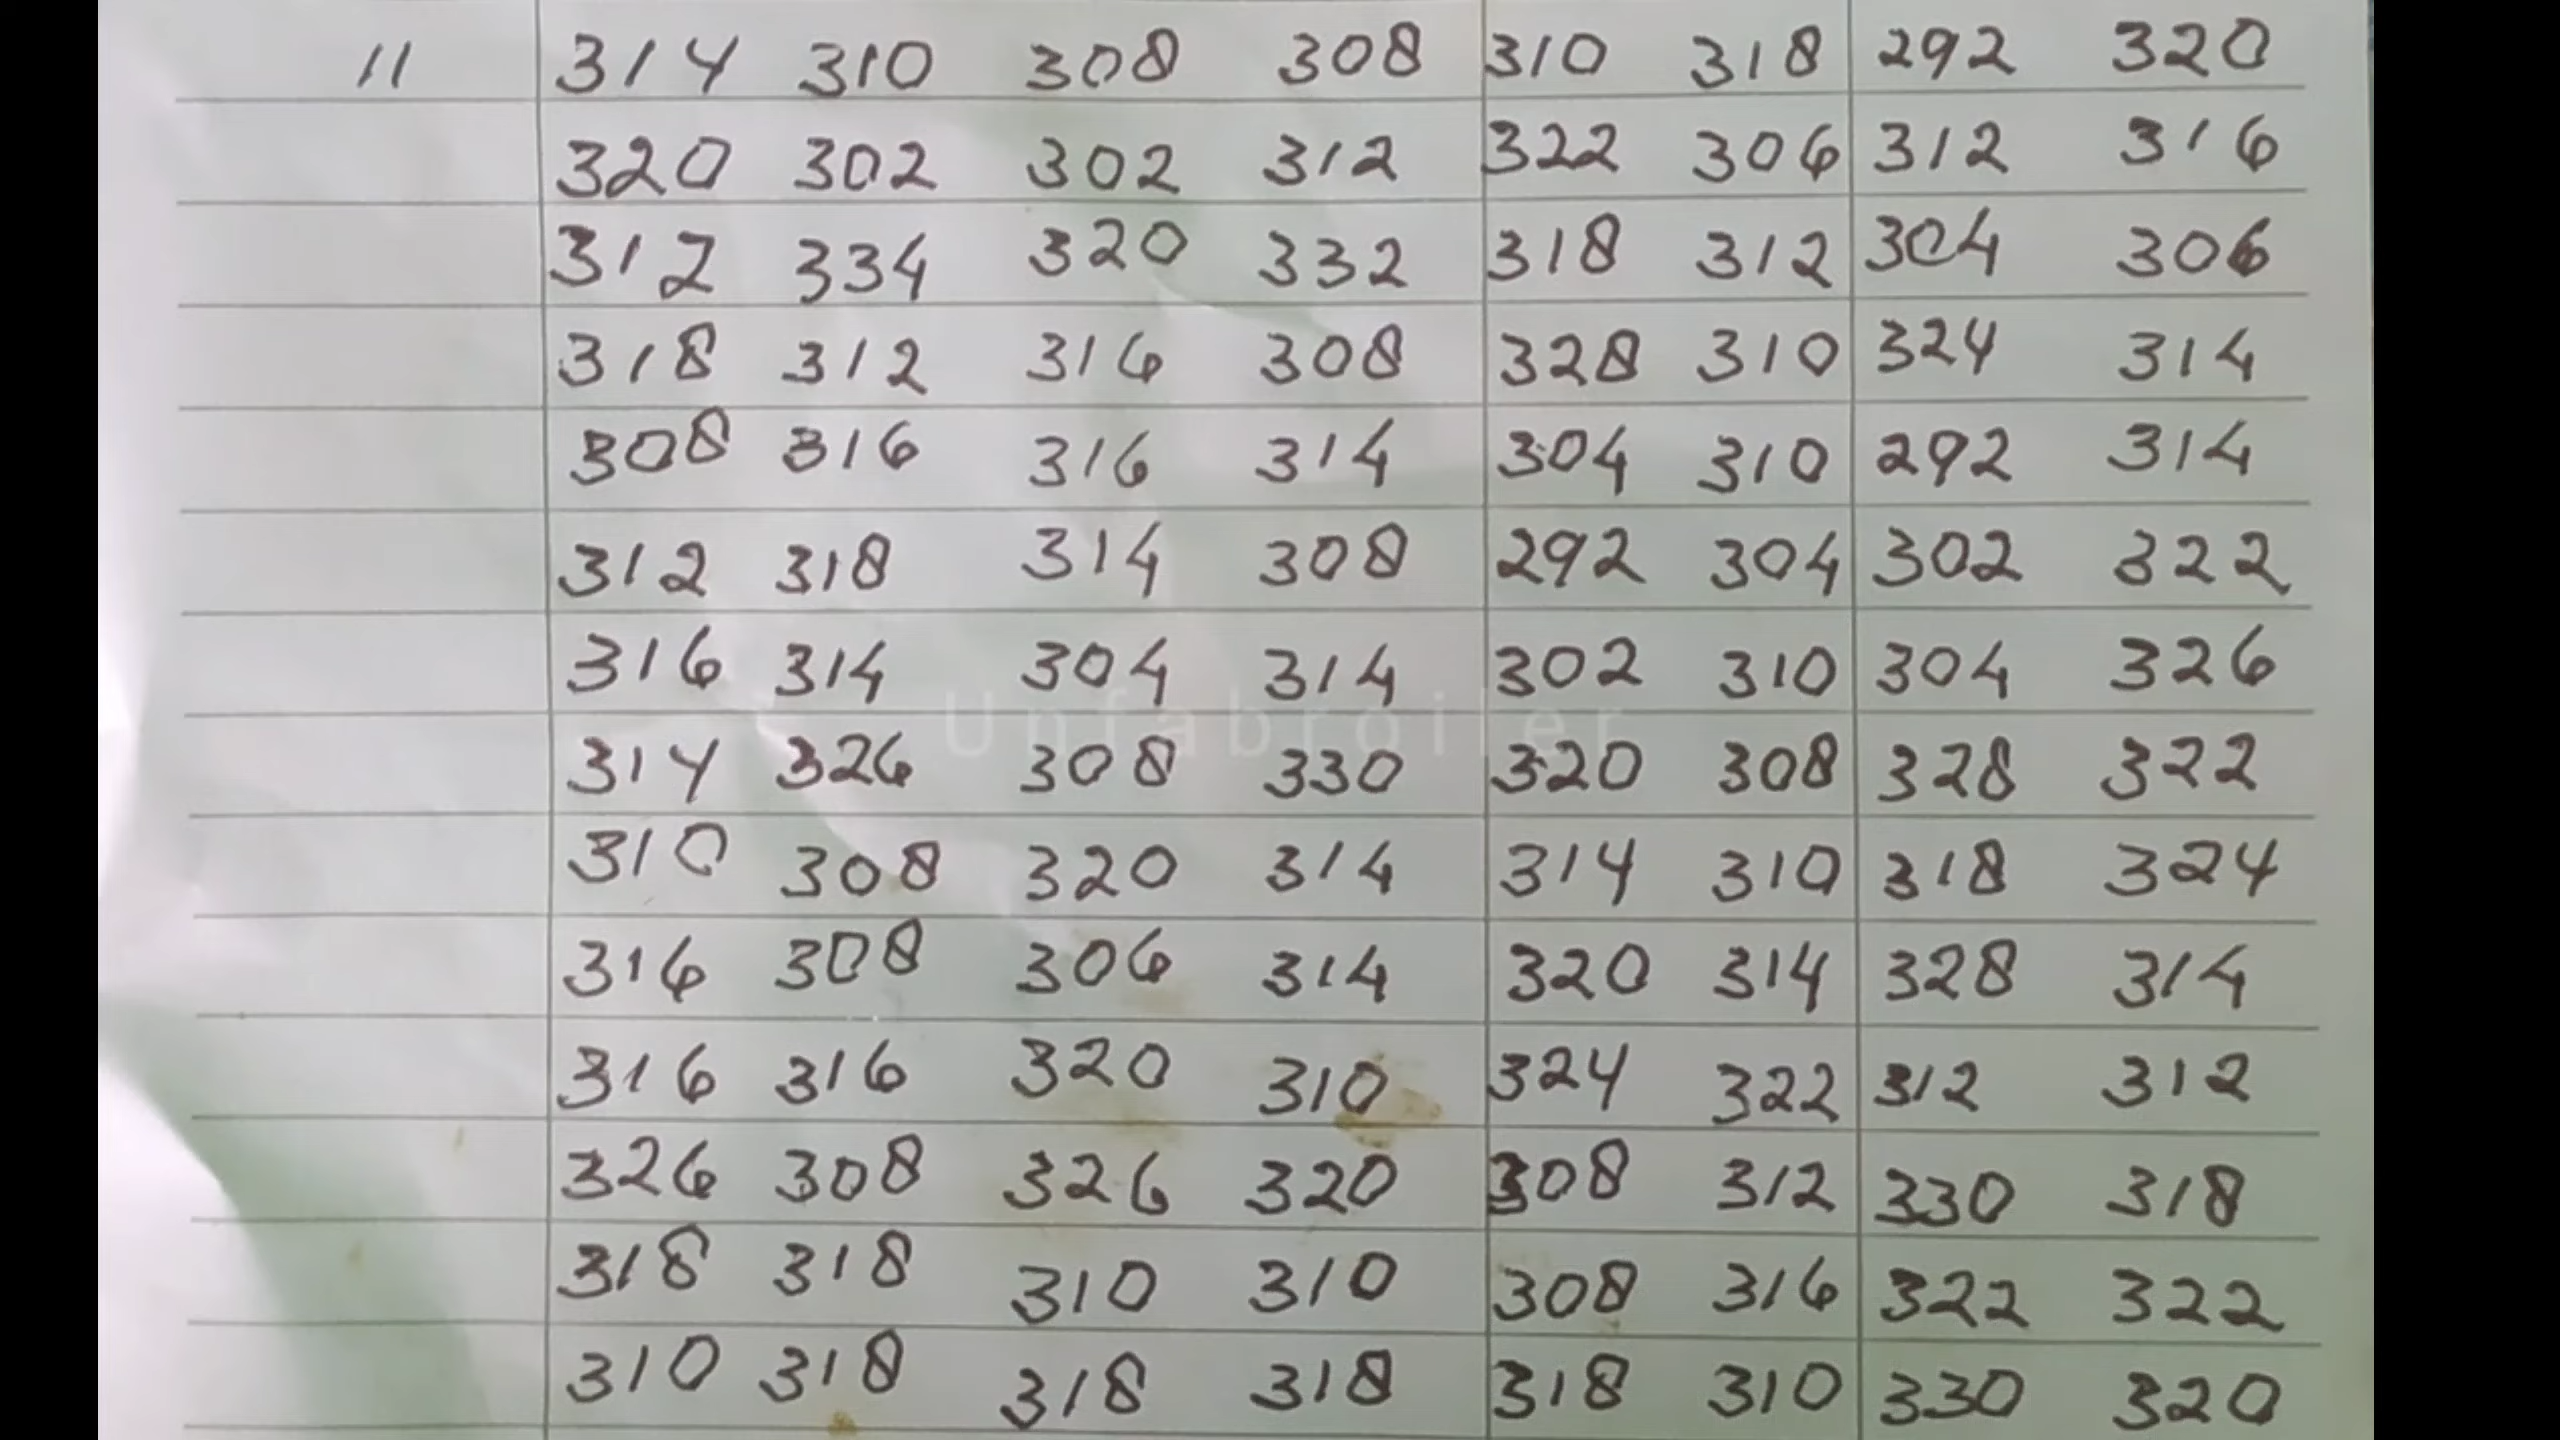 11 314 310 308 308 310 318 292 320
320 302 302 312 322 306 312 316
312 334 320 332 318 312 304 306
318 312 316 308 328 310 324 314
308 316 316 314 304 310 292 314
312 318 314 308 292 304 302 322
316 314 304 314 302 310 304 326
Unfabroiler
314 326 308 330 320 308 328 322
310 308 320 314 314 310 318 324
316 308 306 314 320 314 328 314
316 316 320 310 324 322 312 312
326 308 326 320 308 312 330 318
318 318 310 310 308 316 322 322
310 318 318 318 318 310 330 320